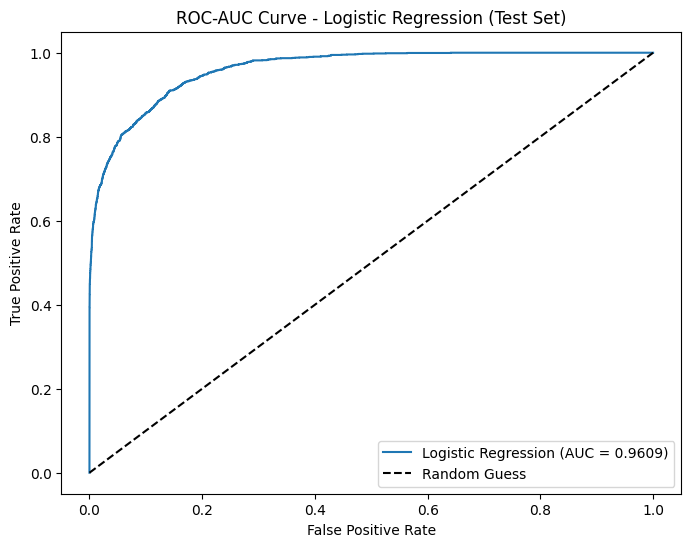 ROC-AUC Curve - Logistic Regression (Test Set)
True Positive Rate
1.0
0.8
0.6
0.4
0.2
0.0
Logistic Regression (AUC = 0.9609)
Random Guess
0.0 0.2 0.4 0.6 0.8 1.0
False Positive Rate